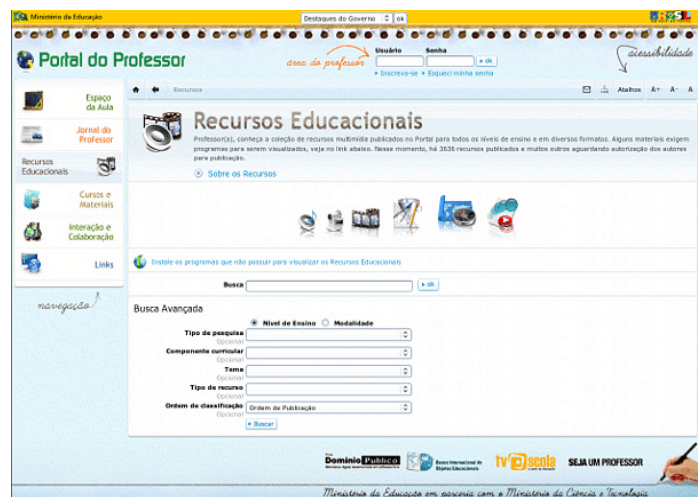 Ministério da Educação
Destaques do Governo
ok
BRASIL
Portal do Professor
área do professor
Usuário
Senha
ok
Inscreva-se
Esqueci minha senha
acessibilidade
Recursos
Atalhos A+ A- A
Espaço
da Aula
Jornal do
Professor
Recursos
Educacionais
Cursos e
Materiais
Interação e
Colaboração
Links
navegação
Recursos Educacionais
Professor(a), conheça a coleção de recursos multimídia publicados no Portal para todos os níveis de ensino e em diversos formatos. Alguns materiais exigem
programas para serem visualizados, veja no link abaixo. Nesse momento, há 3636 recursos publicados e muitos outros aguardando autorização dos autores
para publicação.
Sobre os Recursos
Instale os programas que não possuir para visualizar os Recursos Educacionais
Busca
ok
Busca Avançada
Nível de Ensino
Modalidade
Tipo de pesquisa
Opcional
Componente curricular
Opcional
Tema
Opcional
Tipo de recurso
Opcional
Ordem de classificação
Ordem de Publicação
Opcional
Buscar
Domínio Público
Banco Internacional de
Objetos Educacionais
tv escola
SEJA UM PROFESSOR
Ministério da Educação em parceria com o Ministério da Ciência e Tecnologia